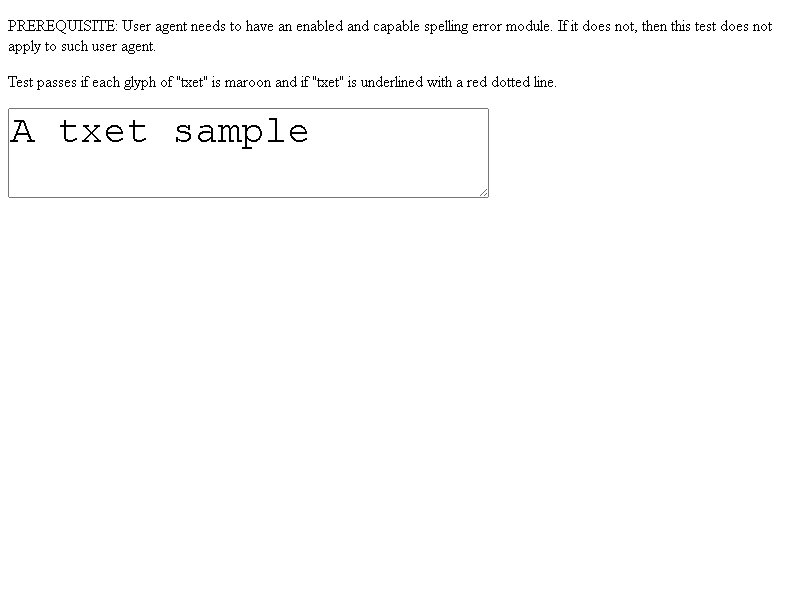 PREREQUISITE: User agent needs to have an enabled and capable spelling error module. If it does not, then this test does not
apply to such user agent.
Test passes if each glyph of "txet" is maroon and if "txet" is underlined with a red dotted line.
A txet sample